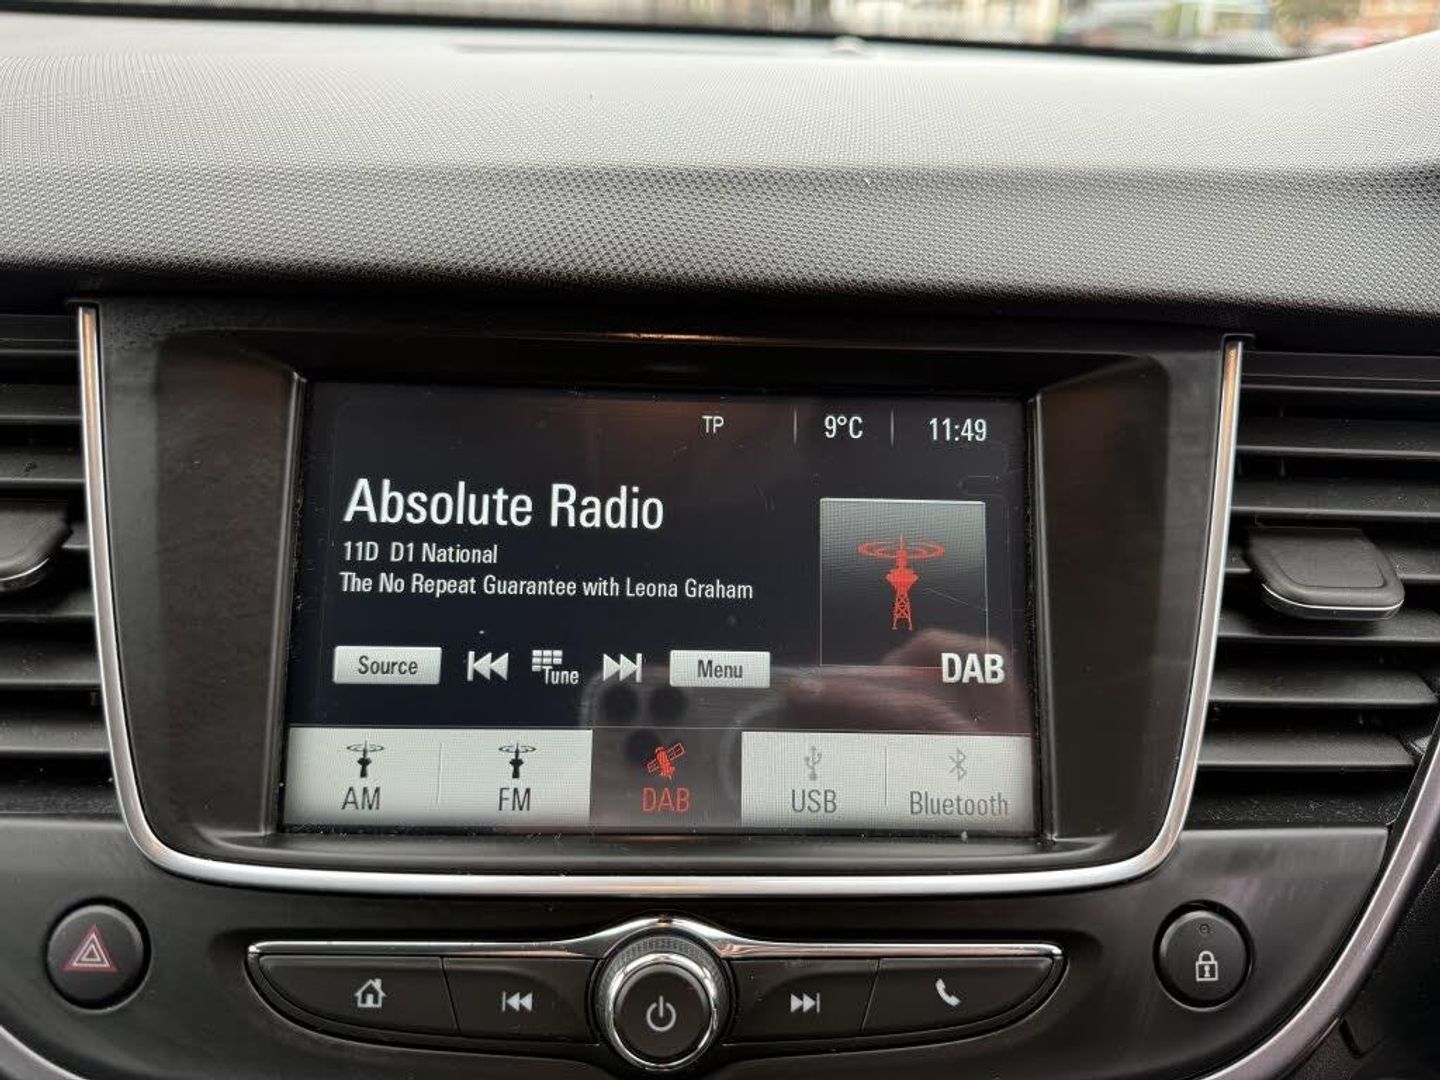 TP 9°C 11:49
Absolute Radio
11D D1 National
The No Repeat Guarantee with Leona Graham
Source Tune Menu
DAB
AM FM DAB USB Bluetooth